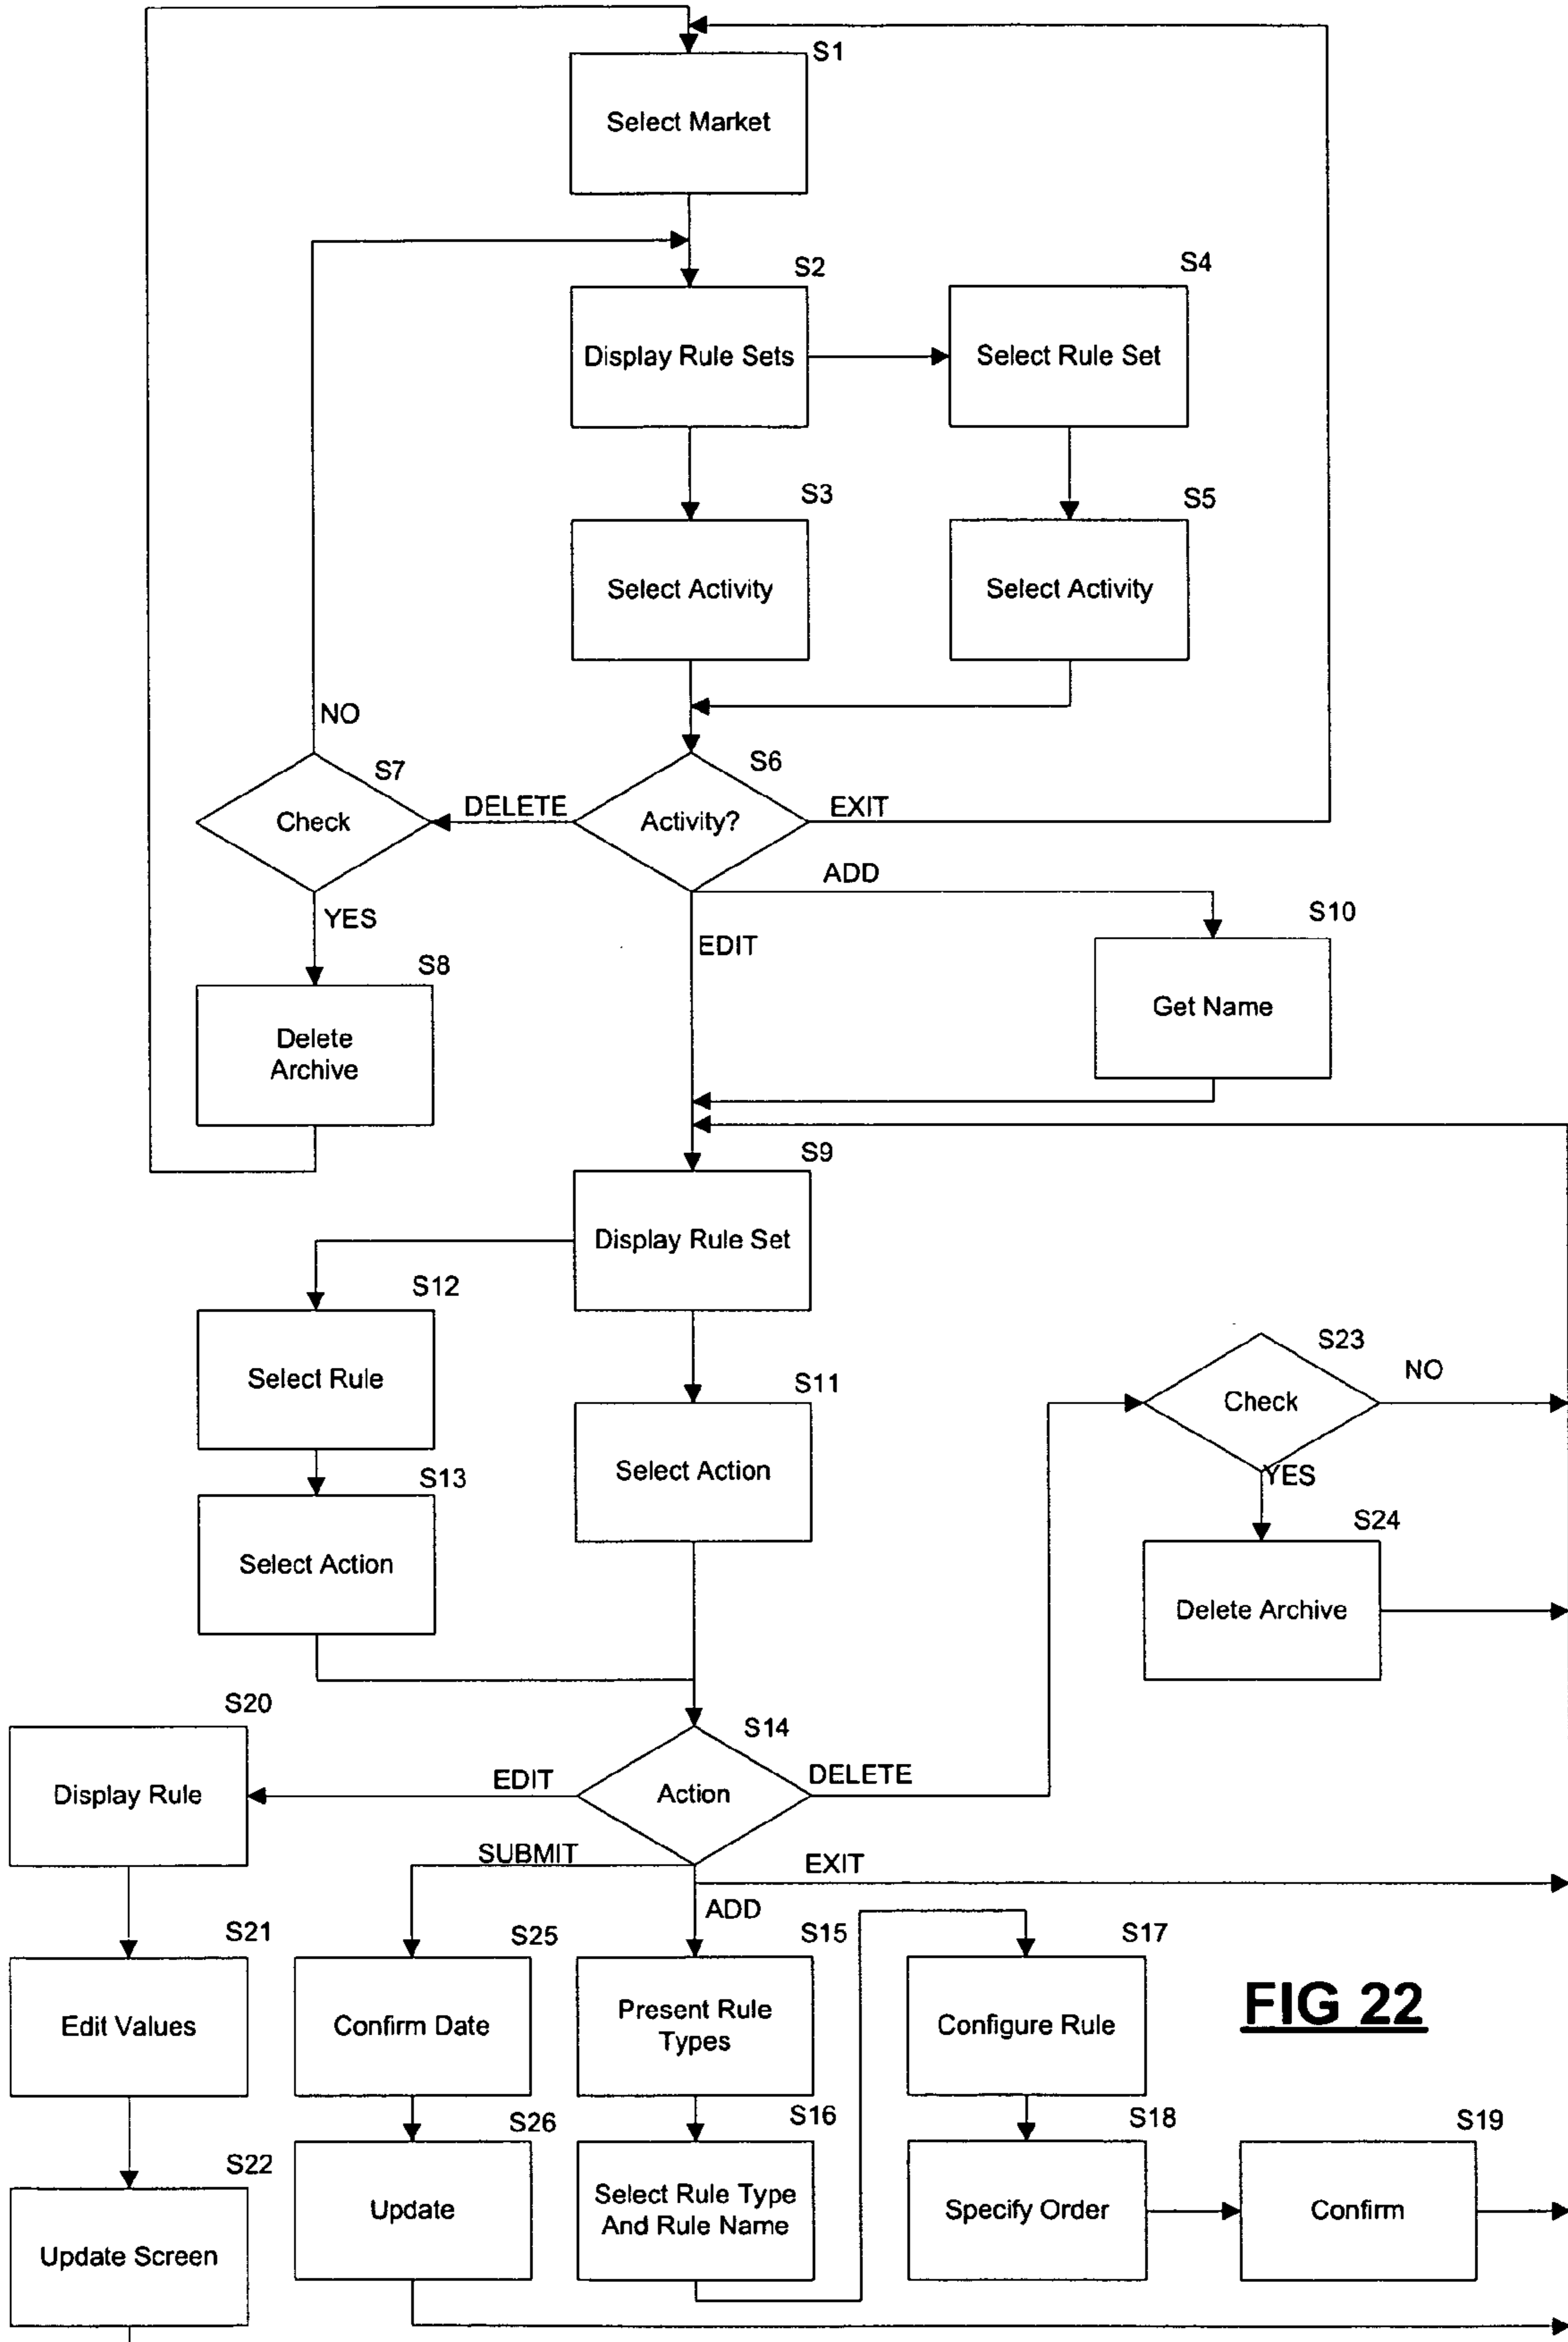 S1
Select Market
S2
Display Rule Sets
S4
Select Rule Set
S3
Select Activity
S5
Select Activity
NO
S7
Check
DELETE
S6
Activity?
EXIT
YES
ADD
EDIT
S8
Delete
Archive
S10
Get Name
S9
Display Rule Set
S12
Select Rule
S11
Select Action
S13
Select Action
S23
Check
NO
YES
S24
Delete Archive
S20
Display Rule
EDIT
S14
Action
DELETE
SUBMIT
EXIT
ADD
S21
Edit Values
S25
Confirm Date
S15
Present Rule
Types
S17
Configure Rule
FIG 22
S22
Update Screen
S26
Update
S16
Select Rule Type
And Rule Name
S18
Specify Order
S19
Confirm